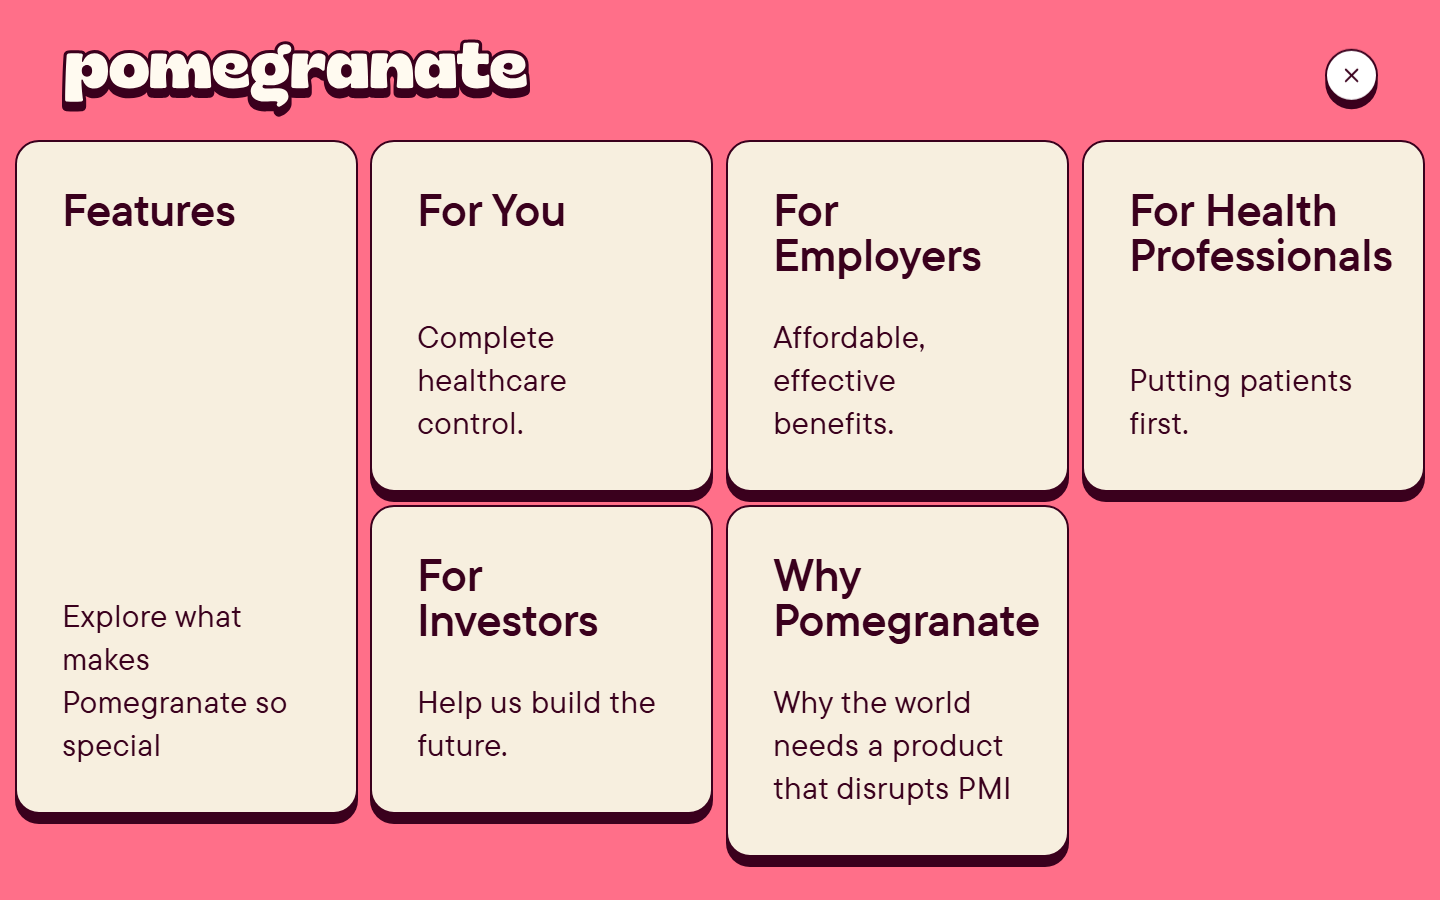 pomegranate
Features
Explore what
makes
Pomegranate so
special
For You
Complete
healthcare
control.
For
Employers
Affordable,
effective
benefits.
For Health
Professionals
Putting patients
first.
For
Investors
Help us build the
future.
Why
Pomegranate
Why the world
needs a product
that disrupts PMI